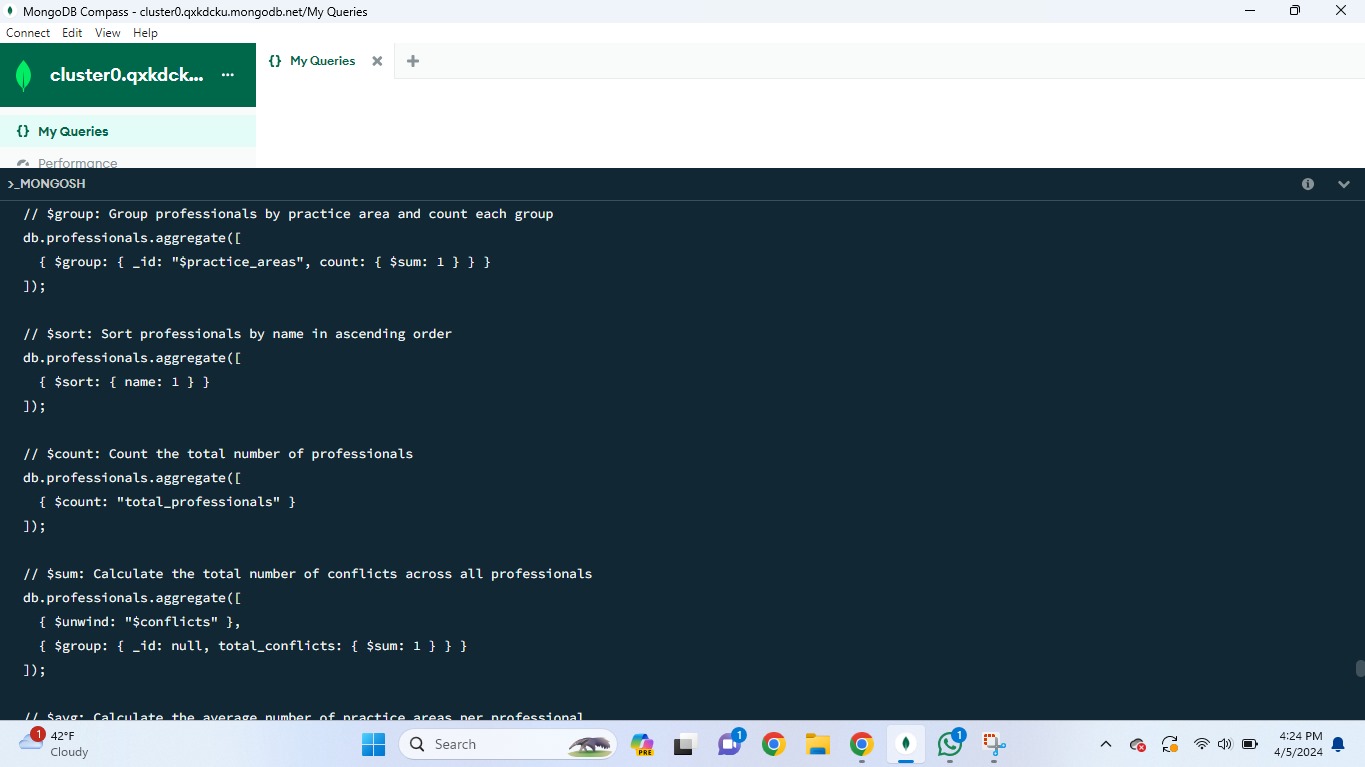 MongoDB Compass - cluster0.qxkdcku.mongodb.net/My Queries
Connect Edit View Help
cluster0.qxkdck... ...
{} My Queries
{} My Queries
Performance
>_MONGOSH
// $group: Group professionals by practice area and count each group
db.professionals.aggregate([
{ $group: { _id: "$practice_areas", count: { $sum: 1 } } }
]);
// $sort: Sort professionals by name in ascending order
db.professionals.aggregate([
{ $sort: { name: 1 } }
]);
// $count: Count the total number of professionals
db.professionals.aggregate([
{ $count: "total_professionals" }
]);
// $sum: Calculate the total number of conflicts across all professionals
db.professionals.aggregate([
{ $unwind: "$conflicts" },
{ $group: { _id: null, total_conflicts: { $sum: 1 } } }
]);
// $avg: Calculate the average number of practice areas per professional
1
42°F
Cloudy
Search
PRE
1
1
4:24 PM
4/5/2024